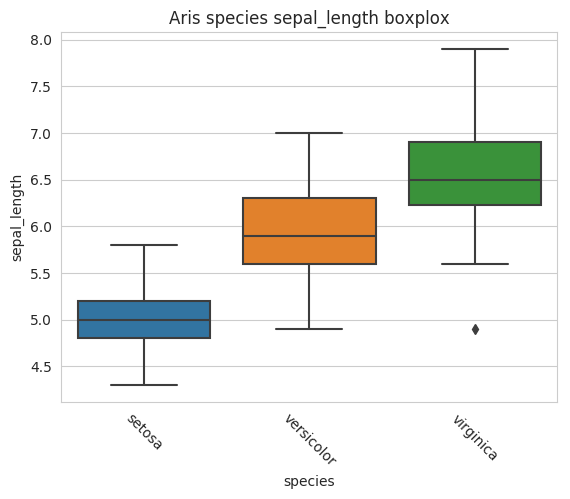 Aris species sepal_length boxplox
8.0
7.5
7.0
6.5
6.0
5.5
5.0
4.5
sepal_length
setosa
versicolor
virginica
species